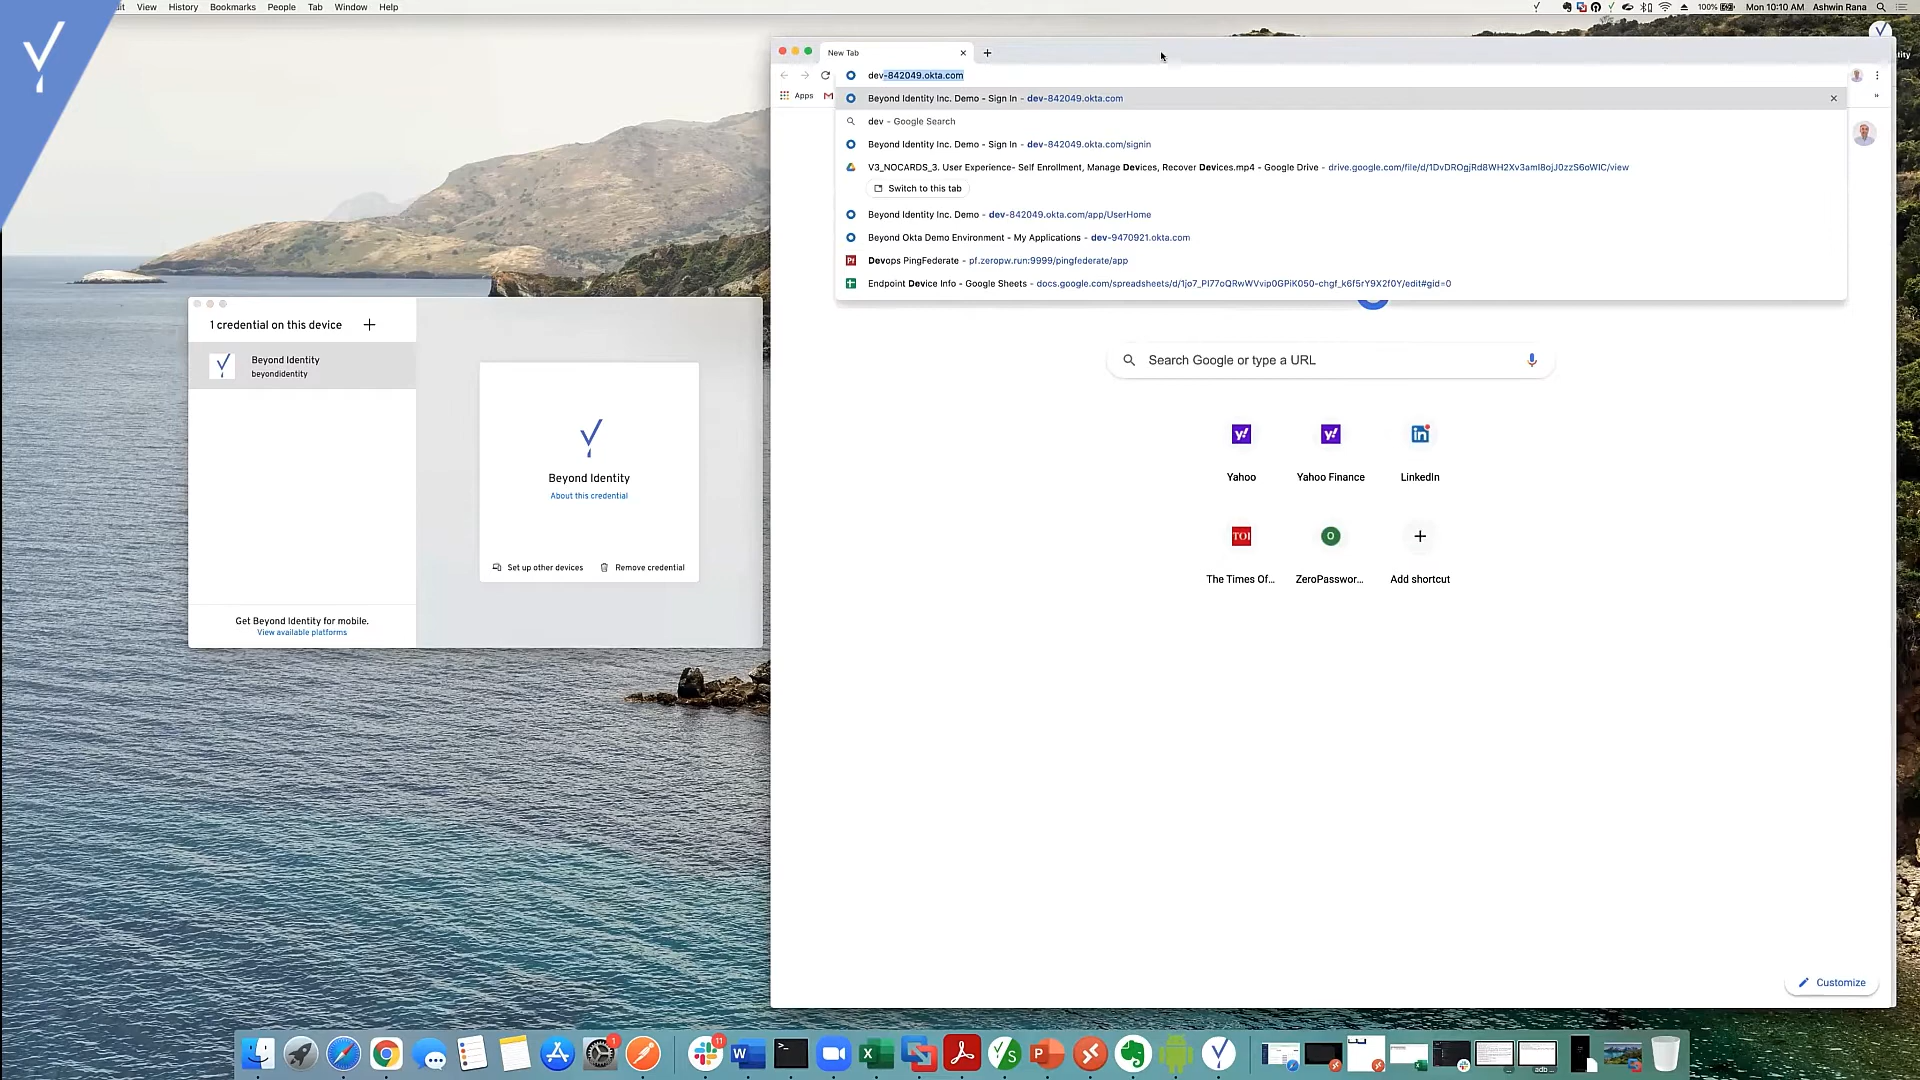 View History Bookmarks People Tab Window Help
100% Mon 10:10 AM Ashwin Rana
New Tab
dev-842049.okta.com
Apps
Beyond Identity Inc. Demo - Sign In - dev-842049.okta.com
dev - Google Search
Beyond Identity Inc. Demo - Sign In - dev-842049.okta.com/signin
V3_NOCARDS_3. User Experience- Self Enrollment, Manage Devices, Recover Devices.mp4 - Google Drive - drive.google.com/file/d/1DvDROgjRd8WH2Xv3amI8ojJ0zzS6oWIC/view
Switch to this tab
Beyond Identity Inc. Demo - dev-842049.okta.com/app/UserHome
Beyond Okta Demo Environment - My Applications - dev-9470921.okta.com
Devops PingFederate - pf.zeropw.run:9999/pingfederate/app
Endpoint Device Info - Google Sheets - docs.google.com/spreadsheets/d/1jo7_PI77oQRwWVvip0GPiK050-chgf_k6f5rY9X2f0Y/edit#gid=0
1 credential on this device
Beyond Identity
beyondidentity
Beyond Identity
About this credential
Set up other devices
Remove credential
Get Beyond Identity for mobile.
View available platforms
Search Google or type a URL
Yahoo
Yahoo Finance
LinkedIn
TOI
O
The Times Of...
ZeroPasswor...
Add shortcut
Customize
1
11
adb